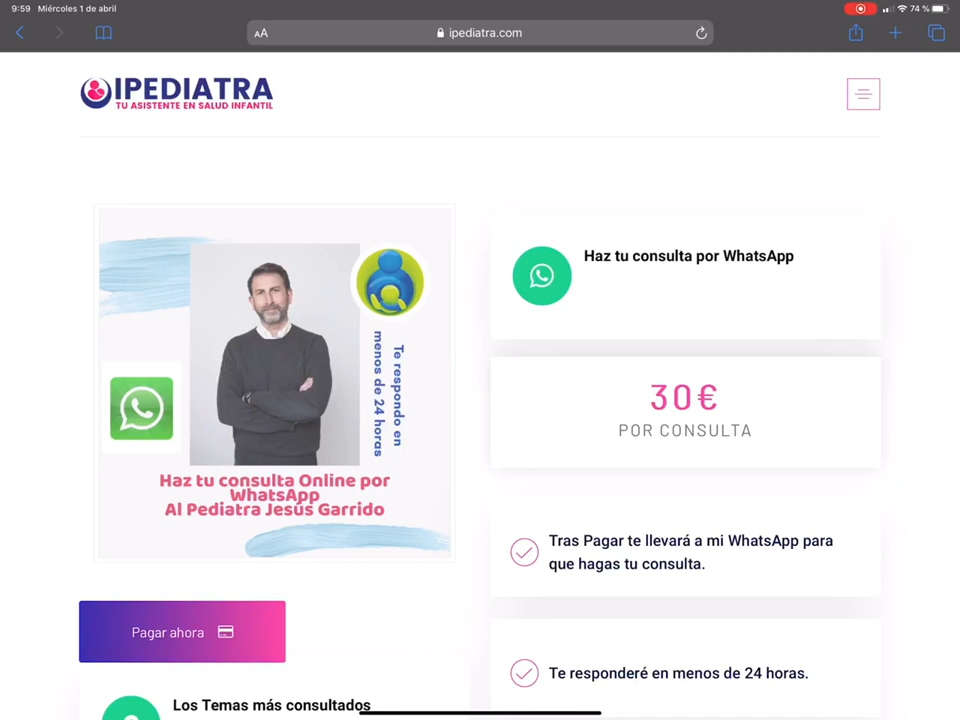 9:59 Miércoles 1 de abril
74 %
AA
ipediatra.com
IPEDIATRA
TU ASISTENTE EN SALUD INFANTIL
Te respondo en
menos de 24 horas
Haz tu consulta Online por
WhatsApp
Al Pediatra Jesús Garrido
Pagar ahora
Los Temas más consultados
Haz tu consulta por WhatsApp
30€
POR CONSULTA
Tras Pagar te llevará a mi WhatsApp para
que hagas tu consulta.
Te responderé en menos de 24 horas.